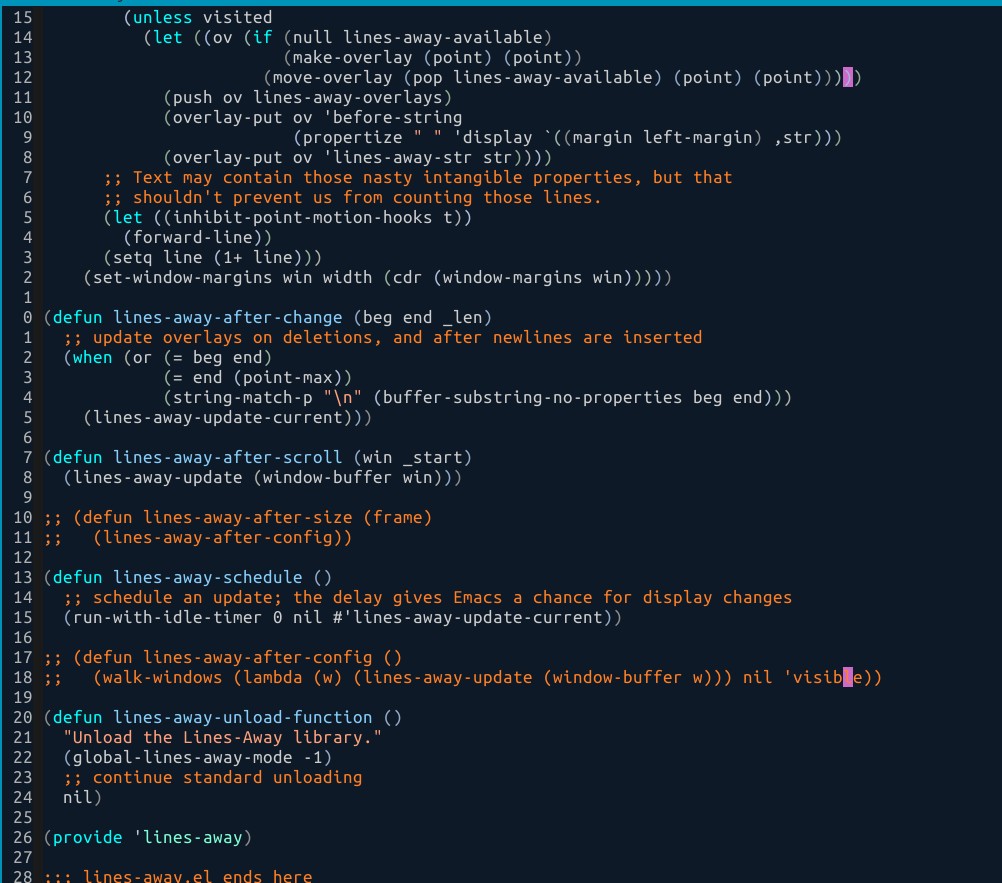 15         (unless visited
14           (let ((ov (if (null lines-away-available)
13                         (make-overlay (point) (point))
12                       (move-overlay (pop lines-away-available) (point) (point)))))
11             (push ov lines-away-overlays)
10             (overlay-put ov 'before-string
 9                          (propertize " " 'display `((margin left-margin) ,str)))
 8             (overlay-put ov 'lines-away-str str))))
 7       ;; Text may contain those nasty intangible properties, but that
 6       ;; shouldn't prevent us from counting those lines.
 5       (let ((inhibit-point-motion-hooks t))
 4         (forward-line))
 3       (setq line (1+ line)))
 2     (set-window-margins win width (cdr (window-margins win)))))
 1
 0 (defun lines-away-after-change (beg end _len)
 1   ;; update overlays on deletions, and after newlines are inserted
 2   (when (or (= beg end)
 3             (= end (point-max))
 4             (string-match-p "\n" (buffer-substring-no-properties beg end)))
 5     (lines-away-update-current)))
 6
 7 (defun lines-away-after-scroll (win _start)
 8   (lines-away-update (window-buffer win)))
 9
10 ;; (defun lines-away-after-size (frame)
11 ;;   (lines-away-after-config))
12
13 (defun lines-away-schedule ()
14   ;; schedule an update; the delay gives Emacs a chance for display changes
15   (run-with-idle-timer 0 nil #'lines-away-update-current))
16
17 ;; (defun lines-away-after-config ()
18 ;;   (walk-windows (lambda (w) (lines-away-update (window-buffer w))) nil 'visible))
19
20 (defun lines-away-unload-function ()
21   "Unload the Lines-Away library."
22   (global-lines-away-mode -1)
23   ;; continue standard unloading
24   nil)
25
26 (provide 'lines-away)
27
28 ;;; lines-away.el ends here